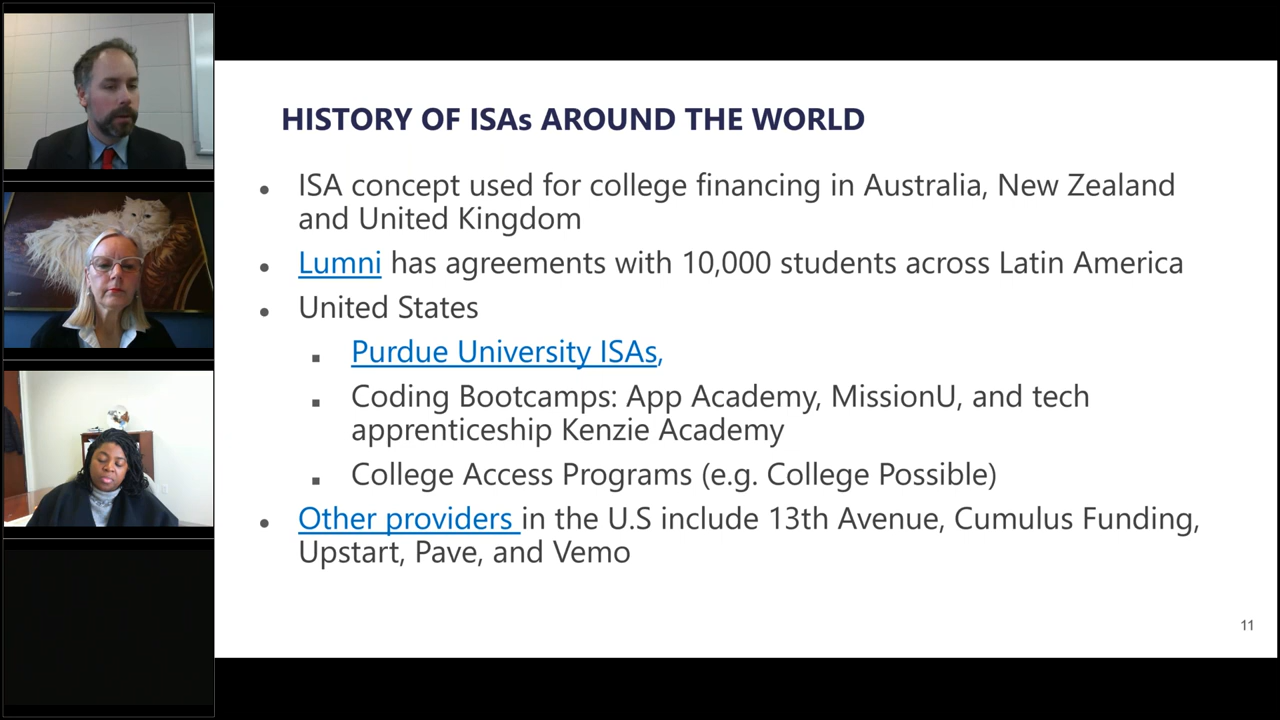 HISTORY OF ISAs AROUND THE WORLD
ISA concept used for college financing in Australia, New Zealand
and United Kingdom
Lumni has agreements with 10,000 students across Latin America
United States
Purdue University ISAs,
Coding Bootcamps: App Academy, MissionU, and tech
apprenticeship Kenzie Academy
College Access Programs (e.g. College Possible)
Other providers in the U.S include 13th Avenue, Cumulus Funding,
Upstart, Pave, and Vemo
11